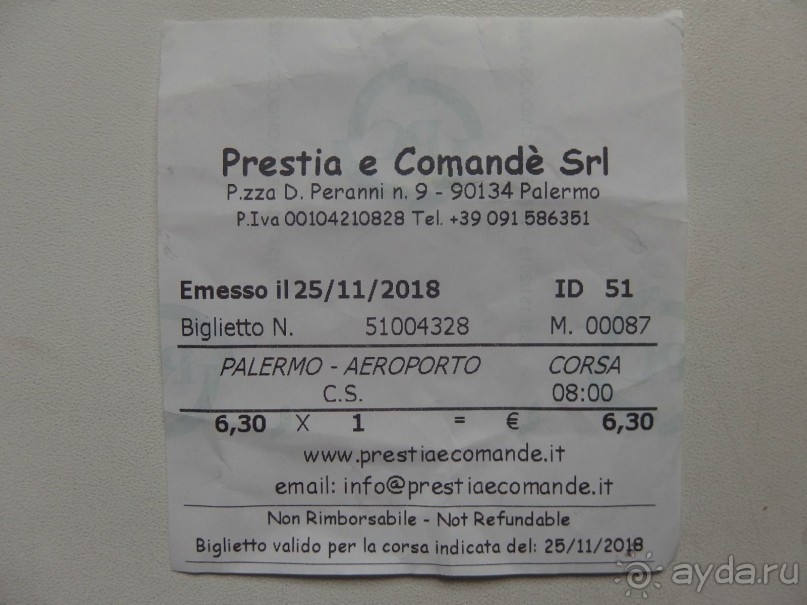 Prestia e Comandè Srl
P.zza D. Peranni n. 9 - 90134 Palermo
P.Iva 00104210828 Tel. +39 091 586351
Emesso il 25/11/2018 ID 51
Biglietto N. 51004328 M. 00087
PALERMO - AEROPORTO CORSA
C.S. 08:00
6,30 X 1 = € 6,30
www.prestiaecomande.it
email: info@prestiaecomande.it
Non Rimborsabile - Not Refundable
Biglietto valido per la corsa indicata del: 25/11/2018
ayda.ru